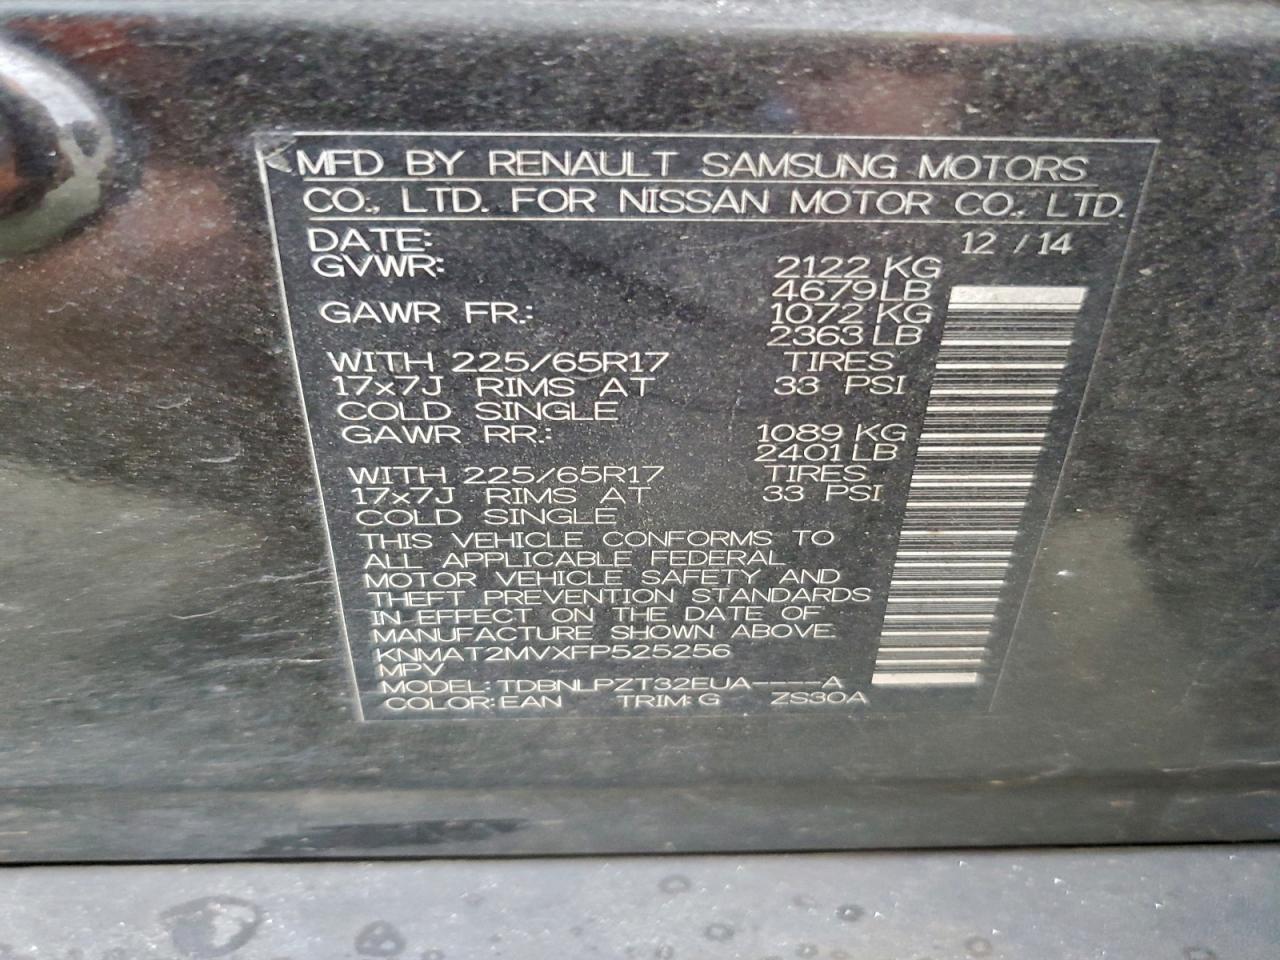 MFD BY RENAULT SAMSUNG MOTORS
CO., LTD. FOR NISSAN MOTOR CO., LTD.
DATE: 12 / 14
GVWR: 2122 KG
4679 LB
GAWR FR.: 1072 KG
2363 LB
WITH 225/65R17 TIRES
17x7J RIMS AT 33 PSI
COLD SINGLE
GAWR RR.: 1089 KG
2401 LB
WITH 225/65R17 TIRES
17x7J RIMS AT 33 PSI
COLD SINGLE
THIS VEHICLE CONFORMS TO
ALL APPLICABLE FEDERAL
MOTOR VEHICLE SAFETY AND
THEFT PREVENTION STANDARDS
IN EFFECT ON THE DATE OF
MANUFACTURE SHOWN ABOVE.
KNMAT2MVXFP525256
MPV
MODEL: TDBNLPZT32EUA----A
COLOR: EAN TRIM: G ZS30A